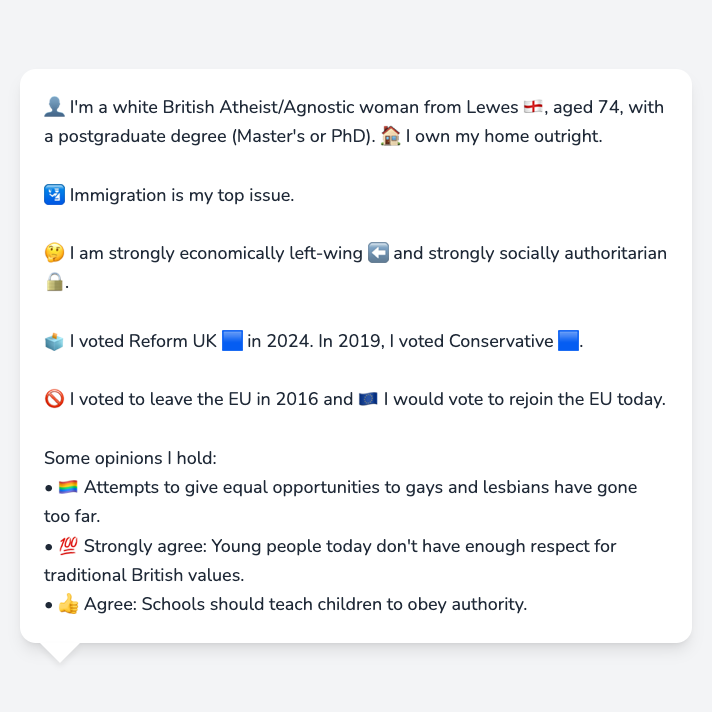 👤 I'm a white British Atheist/Agnostic woman from Lewes 🏴󠁧󠁢󠁥󠁮󠁧󠁿, aged 74, with
a postgraduate degree (Master's or PhD). 🏠 I own my home outright.
🛂 Immigration is my top issue.
🤔 I am strongly economically left-wing ⬅️ and strongly socially authoritarian
🔒.
🗳️ I voted Reform UK 🟦 in 2024. In 2019, I voted Conservative 🟦.
🚫 I voted to leave the EU in 2016 and 🇪🇺 I would vote to rejoin the EU today.
Some opinions I hold:
• 🏳️‍🌈 Attempts to give equal opportunities to gays and lesbians have gone
too far.
• 💯 Strongly agree: Young people today don't have enough respect for
traditional British values.
• 👍 Agree: Schools should teach children to obey authority.